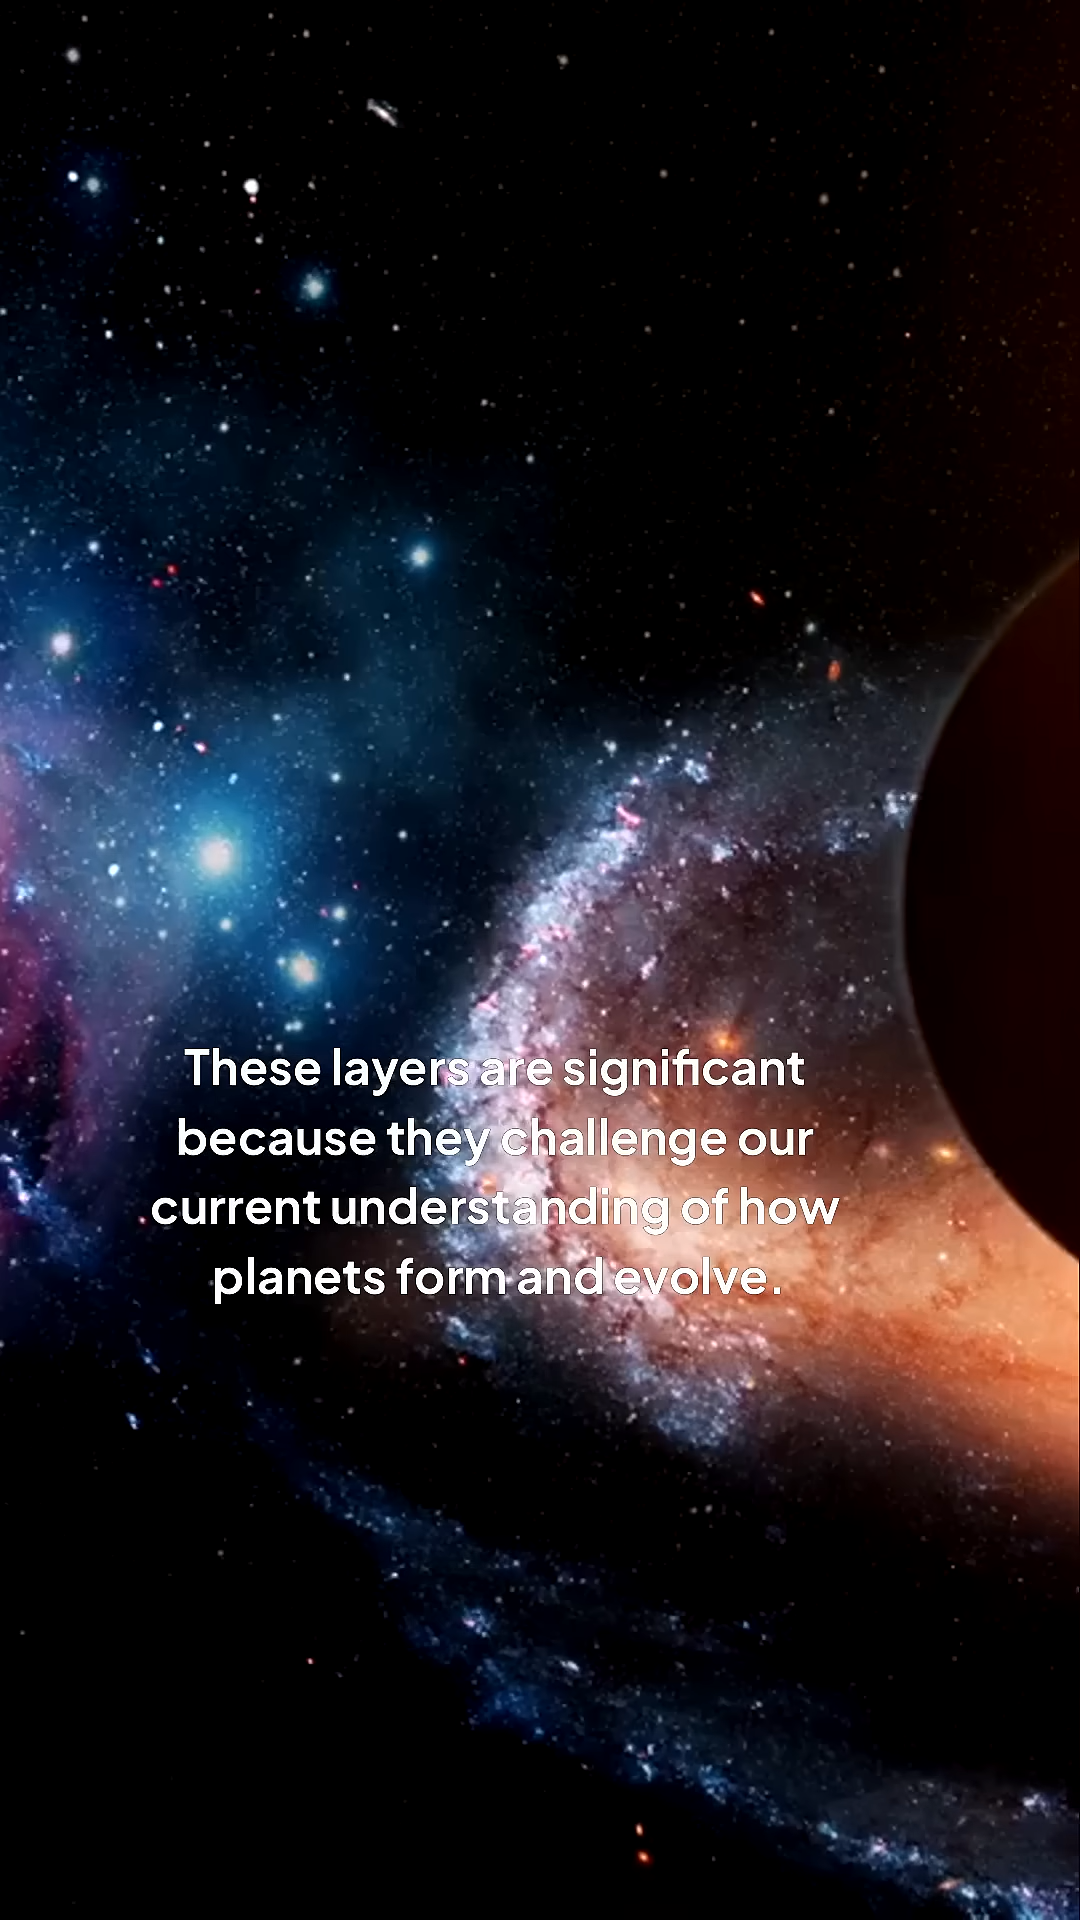 These layers are significant
because they challenge our
current understanding of how
planets form and evolve.